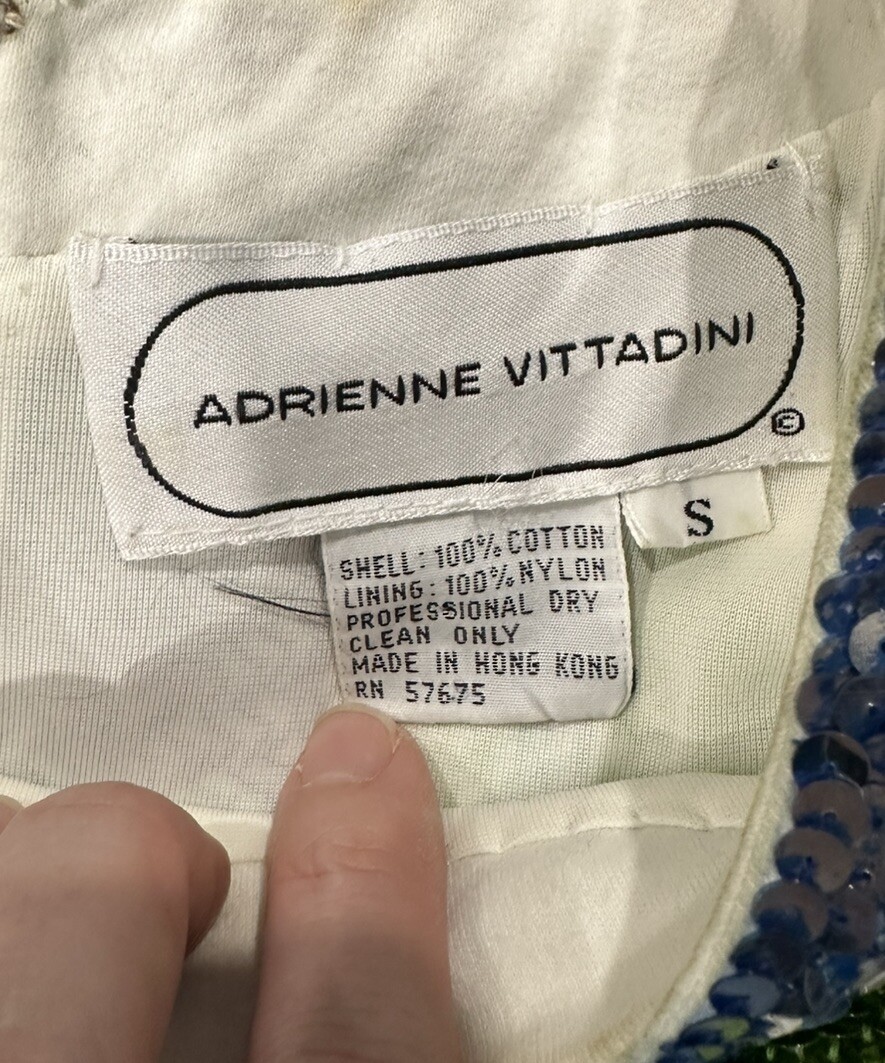 ADRIENNE VITTADINI
©
S
SHELL: 100% COTTON
LINING: 100% NYLON
PROFESSIONAL DRY
CLEAN ONLY
MADE IN HONG KONG
RN 57675